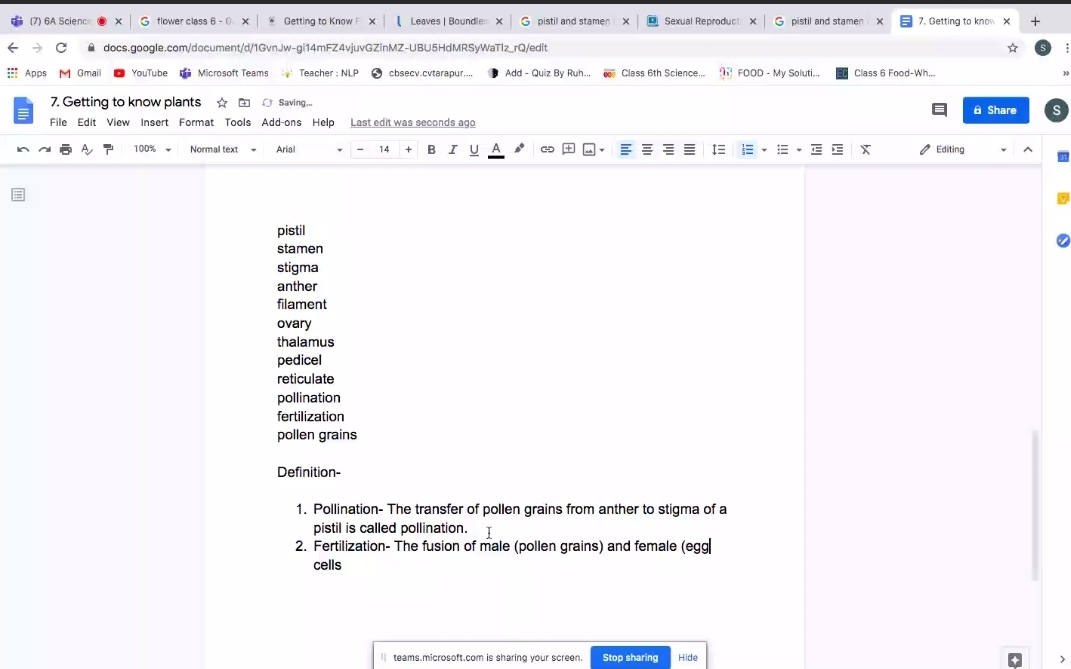 (7) 6A Science
flower class 6 - G
Getting to Know P
Leaves | Boundless
pistil and stamen
Sexual Reproducti
pistil and stamen
7. Getting to know
docs.google.com/document/d/1GvnJw-gi14mFZ4vjuvGZinMZ-UBU5HdMRSyWaTlz_rQ/edit
S
Apps
Gmail
YouTube
Microsoft Teams
Teacher : NLP
cbsecv.cvtarapur....
Add - Quiz By Ruh...
Class 6th Science...
FOOD - My Soluti...
Class 6 Food-Wh...
»
7. Getting to know plants
Saving...
File Edit View Insert Format Tools Add-ons Help Last edit was seconds ago
Share
S
100% Normal text Arial − 14 + B I U A Editing
pistil
stamen
stigma
anther
filament
ovary
thalamus
pedicel
reticulate
pollination
fertilization
pollen grains
Definition-
1. Pollination- The transfer of pollen grains from anther to stigma of a
pistil is called pollination.
2. Fertilization- The fusion of male (pollen grains) and female (egg
cells
teams.microsoft.com is sharing your screen. Stop sharing Hide